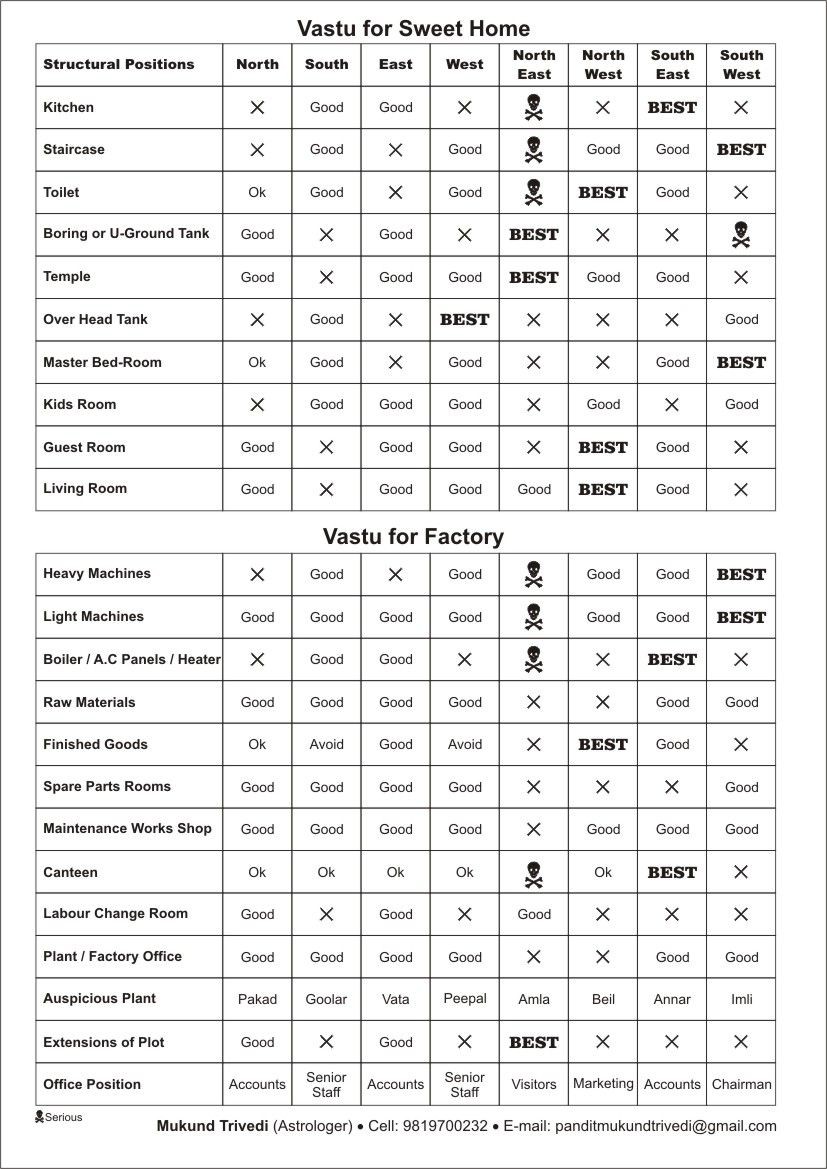 Vastu for Sweet Home
Structural Positions North South East West North East North West South East South West
Kitchen ✕ Good Good ✕ ☠ ✕ BEST ✕
Staircase ✕ Good ✕ Good ☠ Good Good BEST
Toilet Ok Good ✕ Good ☠ BEST Good ✕
Boring or U-Ground Tank Good ✕ Good ✕ BEST ✕ ✕ ☠
Temple Good ✕ Good Good BEST Good Good ✕
Over Head Tank ✕ Good ✕ BEST ✕ ✕ ✕ Good
Master Bed-Room Ok Good ✕ Good ✕ ✕ Good BEST
Kids Room ✕ Good Good Good ✕ Good ✕ Good
Guest Room Good ✕ Good Good ✕ BEST Good ✕
Living Room Good ✕ Good Good Good BEST Good ✕
Vastu for Factory
Heavy Machines ✕ Good ✕ Good ☠ Good Good BEST
Light Machines Good Good Good Good ☠ Good Good BEST
Boiler / A.C Panels / Heater ✕ Good Good ✕ ☠ ✕ BEST ✕
Raw Materials Good Good Good Good ✕ ✕ Good Good
Finished Goods Ok Avoid Good Avoid ✕ BEST Good ✕
Spare Parts Rooms Good Good Good Good ✕ ✕ ✕ Good
Maintenance Works Shop Good Good Good Good ✕ Good Good Good
Canteen Ok Ok Ok Ok ☠ Ok BEST ✕
Labour Change Room Good ✕ Good ✕ Good ✕ ✕ ✕
Plant / Factory Office Good Good Good Good ✕ ✕ Good Good
Auspicious Plant Pakad Goolar Vata Peepal Amla Beil Annar Imli
Extensions of Plot Good ✕ Good ✕ BEST ✕ ✕ ✕
Office Position Accounts Senior Staff Accounts Senior Staff Visitors Marketing Accounts Chairman
☠Serious
Mukund Trivedi (Astrologer) • Cell: 9819700232 • E-mail: panditmukundtrivedi@gmail.com